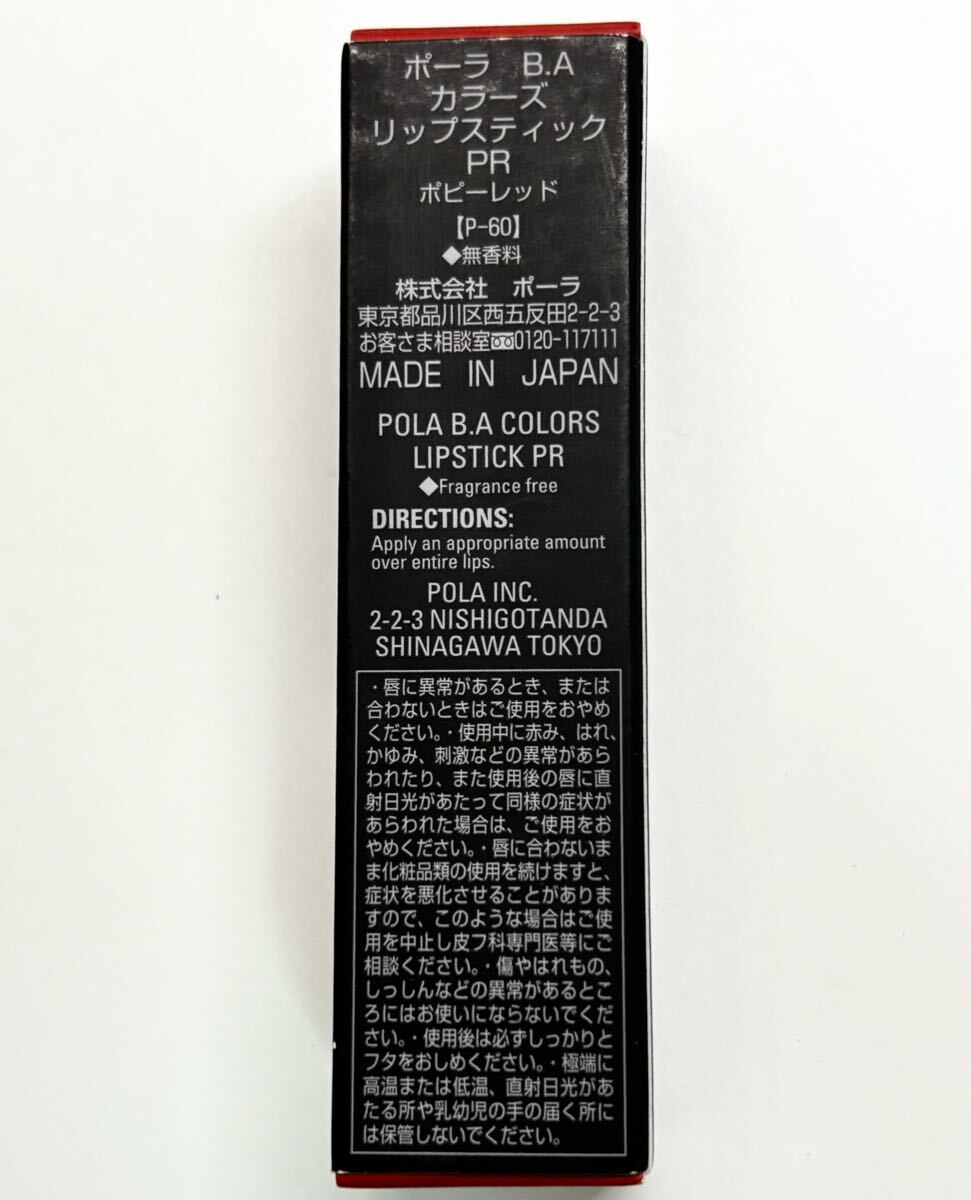 ポーラ B.A
カラーズ
リップスティック
PR
ポピーレッド
【P-60】
◆無香料
株式会社 ポーラ
東京都品川区西五反田2-2-3
お客さま相談室0120-117111
MADE IN JAPAN
POLA B.A COLORS
LIPSTICK PR
◆Fragrance free
DIRECTIONS:
Apply an appropriate amount
over entire lips.
POLA INC.
2-2-3 NISHIGOTANDA
SHINAGAWA TOKYO
・唇に異常があるとき、または
合わないときはご使用をおやめ
ください。・使用中に赤み、はれ、
かゆみ、刺激などの異常があら
われたり、また使用後の唇に直
射日光があたって同様の症状が
あらわれた場合は、ご使用をお
やめください。・唇に合わないま
ま化粧品類の使用を続けますと、
症状を悪化させることがありま
すので、このような場合はご使
用を中止し皮フ科専門医等にご
相談ください。・傷やはれもの、
しっしんなどの異常があるとこ
ろにはお使いにならないでくだ
さい。・使用後は必ずしっかりと
フタをおしめください。・極端に
高温または低温、直射日光があ
たる所や乳幼児の手の届く所に
は保管しないでください。